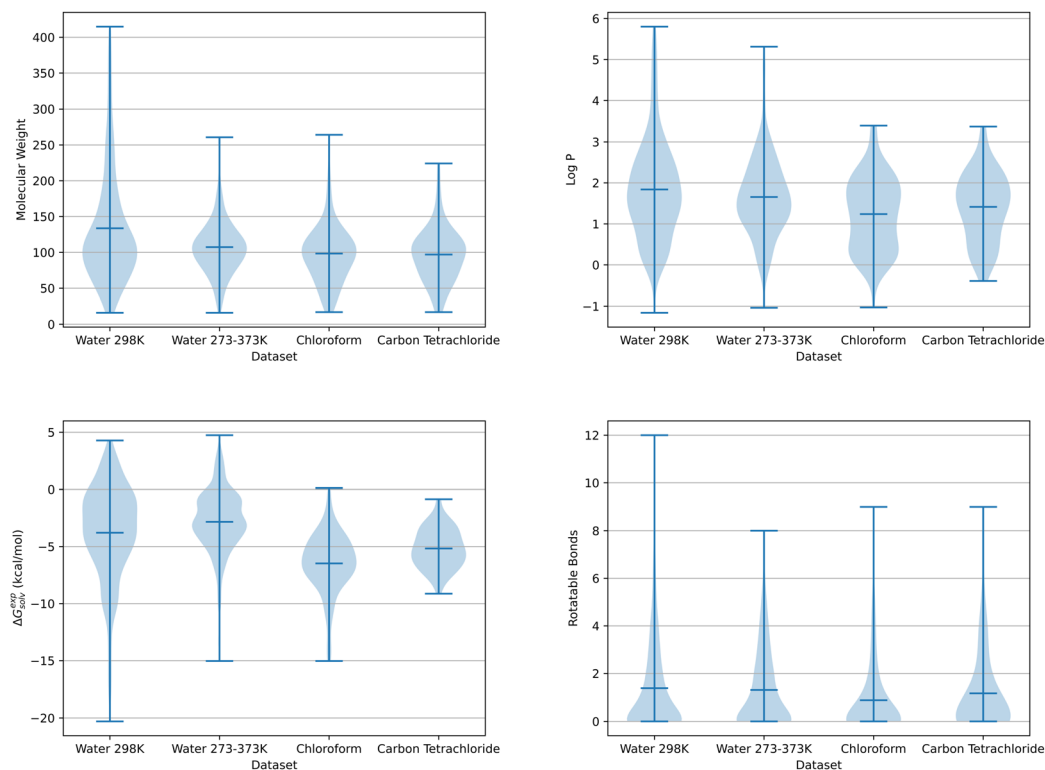 400
350
300
250
200
150
100
50
0
Molecular Weight
Water 298K Water 273-373K Chloroform Carbon Tetrachloride
Dataset
6
5
4
3
2
1
0
−1
Log P
Water 298K Water 273-373K Chloroform Carbon Tetrachloride
Dataset
5
0
−5
−10
−15
−20
ΔG^{exp}_{solv} (kcal/mol)
Water 298K Water 273-373K Chloroform Carbon Tetrachloride
Dataset
12
10
8
6
4
2
0
Rotatable Bonds
Water 298K Water 273-373K Chloroform Carbon Tetrachloride
Dataset